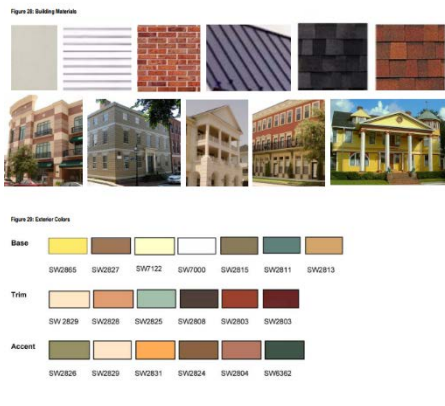 Figure 28: Building Materials
Figure 29: Exterior Colors
Base
SW2865 SW2827 SW7122 SW7000 SW2815 SW2811 SW2813
Trim
SW 2829 SW2828 SW2825 SW2808 SW2803 SW2803
Accent
SW2826 SW2829 SW2831 SW2824 SW2804 SW6362